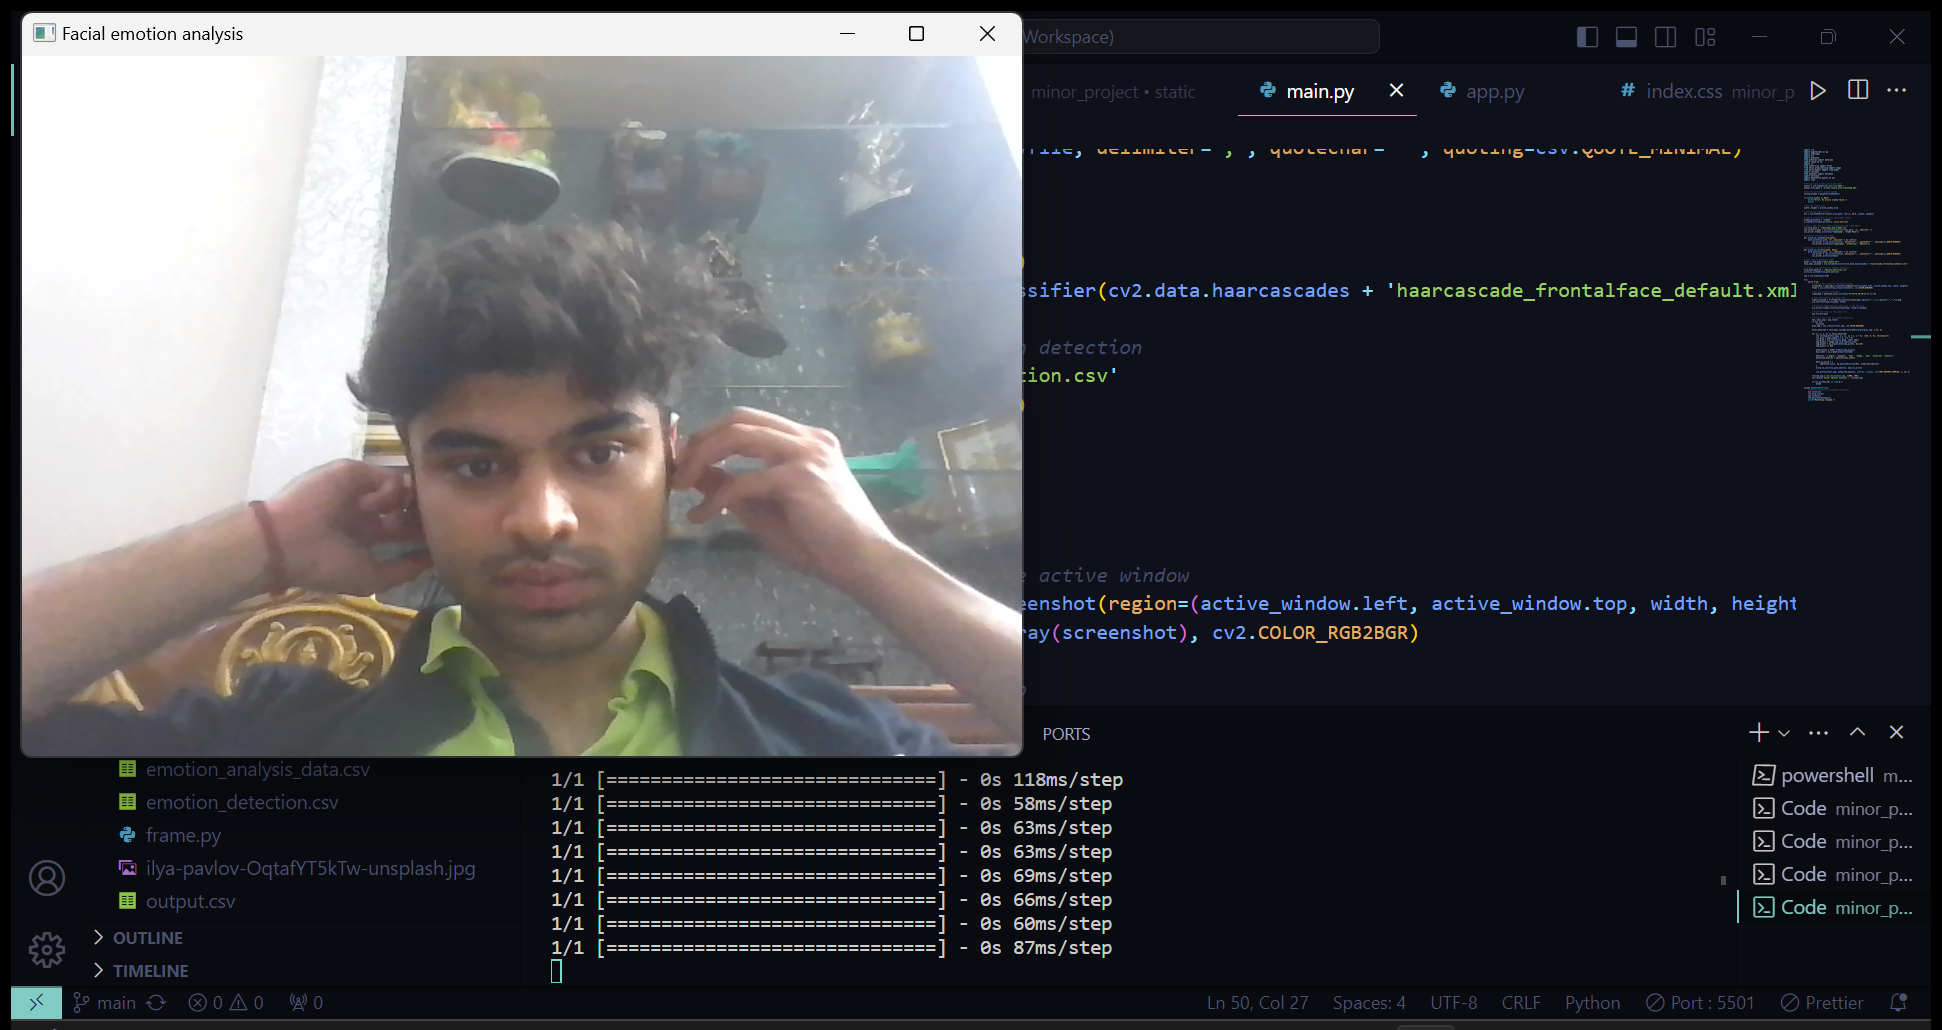 Facial emotion analysis
Workspace)
minor_project • static
main.py
app.py
# index.css minor_p
file, delimiter=',', quotechar='"', quoting=csv.QUOTE_MINIMAL)
ssifier(cv2.data.haarcascades + 'haarcascade_frontalface_default.xml
detection
tion.csv'
active window
eenshot(region=(active_window.left, active_window.top, width, height
ray(screenshot), cv2.COLOR_RGB2BGR)
PORTS
emotion_analysis_data.csv
emotion_detection.csv
frame.py
ilya-pavlov-OqtafYT5kTw-unsplash.jpg
output.csv
OUTLINE
TIMELINE
1/1 [==============================] - 0s 118ms/step
1/1 [==============================] - 0s 58ms/step
1/1 [==============================] - 0s 63ms/step
1/1 [==============================] - 0s 63ms/step
1/1 [==============================] - 0s 69ms/step
1/1 [==============================] - 0s 66ms/step
1/1 [==============================] - 0s 60ms/step
1/1 [==============================] - 0s 87ms/step
powershell m...
Code minor_p...
Code minor_p...
Code minor_p...
Code minor_p...
main 0 0 0 Ln 50, Col 27 Spaces: 4 UTF-8 CRLF Python Port : 5501 Prettier